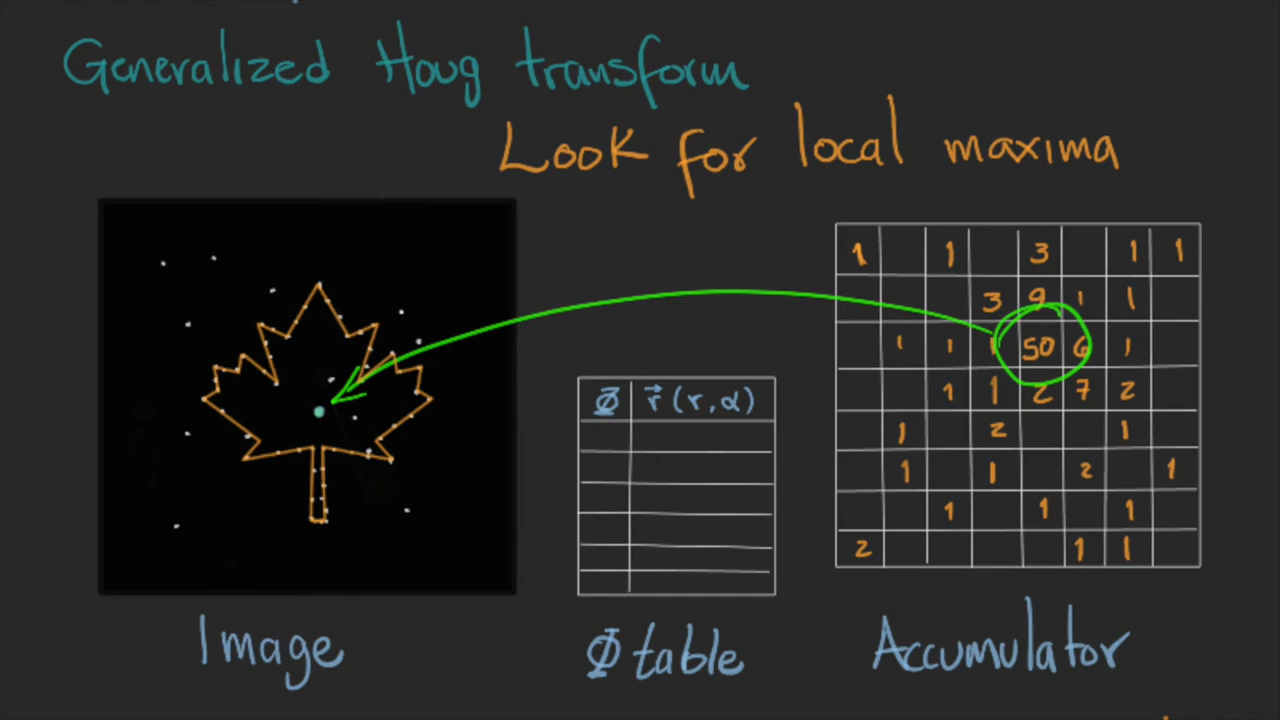 Generalized Houg transform
Look for local maxima
Φ r⃗ (r, α)
1 1 3 1 1
3 9 1 1
1 1 1 50 6 1
1 1 2 7 2
1 2 1
1 1 2 1
1 1 1
2 1 1
Image
Φ table
Accumulator